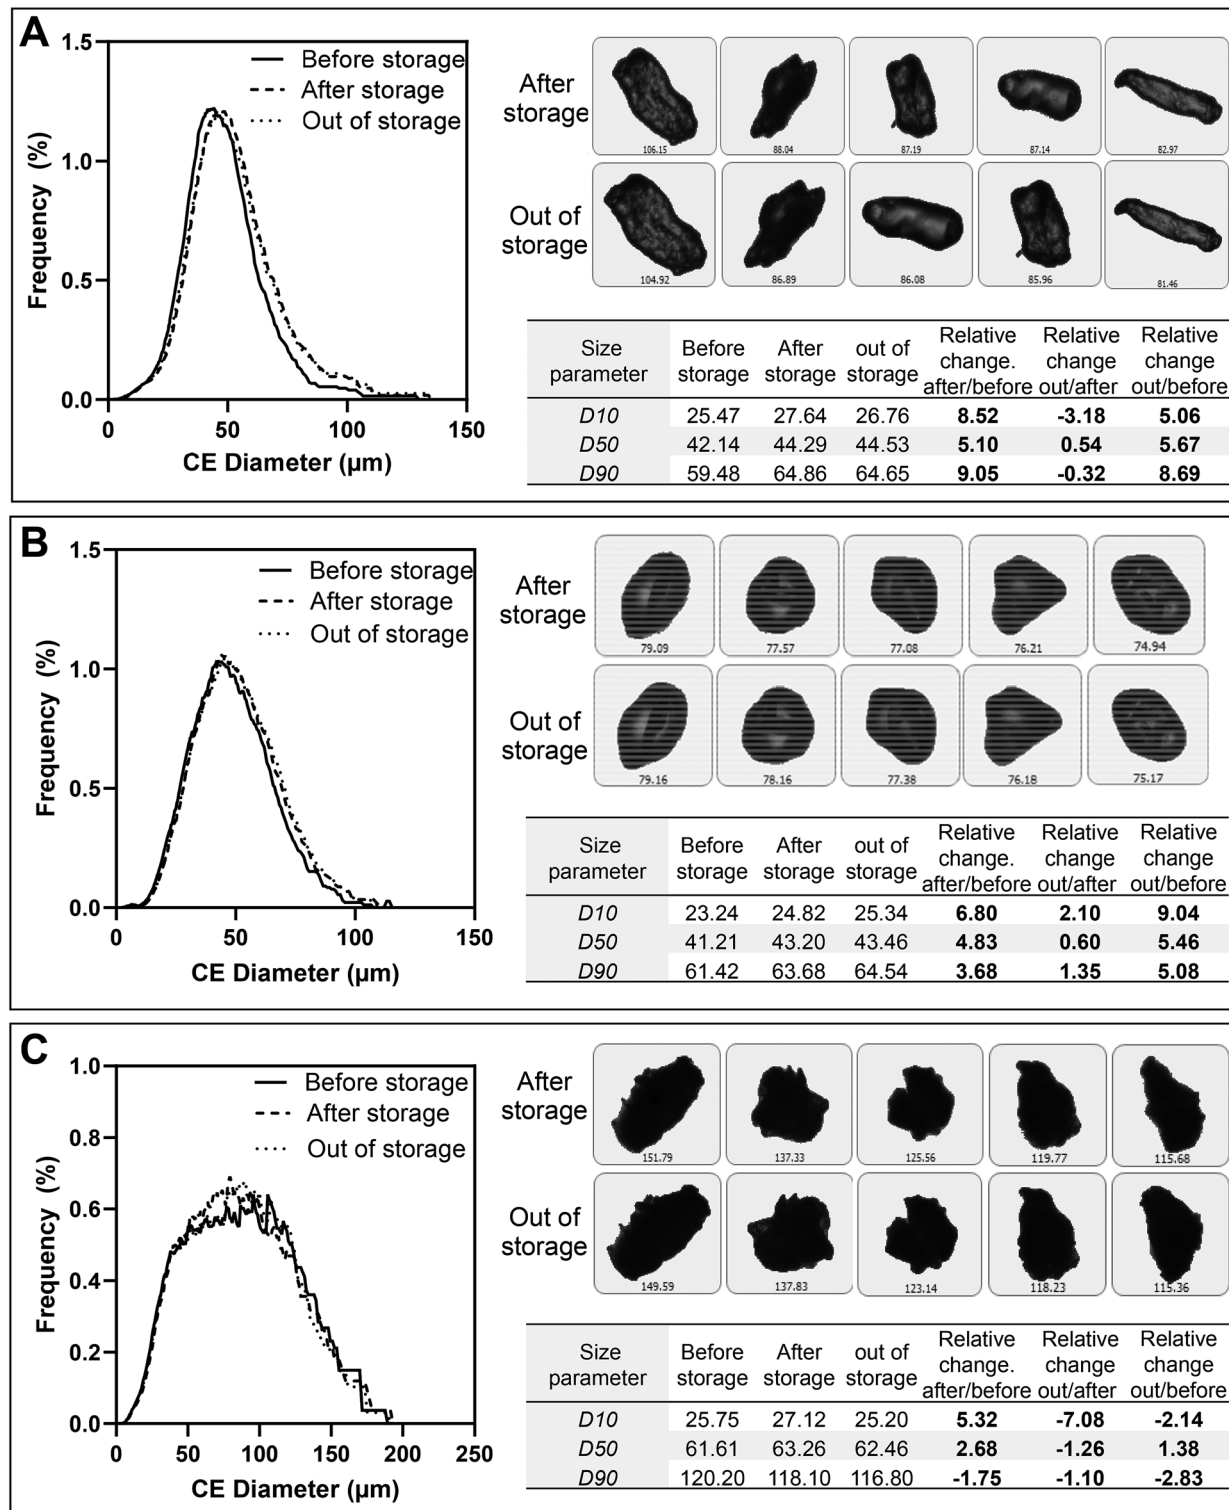 A
1.5
1.0
0.5
0.0
0 50 100 150
Frequency (%)
CE Diameter (µm)
Before storage
After storage
Out of storage
After
storage
106.15 88.04 87.19 87.14 82.97
Out of
storage
104.92 86.89 86.08 85.96 81.46
Size parameter Before storage After storage out of storage Relative change. after/before Relative change out/after Relative change out/before
D10 25.47 27.64 26.76 8.52 -3.18 5.06
D50 42.14 44.29 44.53 5.10 0.54 5.67
D90 59.48 64.86 64.65 9.05 -0.32 8.69
B
1.5
1.0
0.5
0.0
0 50 100 150
Frequency (%)
CE Diameter (µm)
Before storage
After storage
Out of storage
After
storage
79.09 77.57 77.08 76.21 74.94
Out of
storage
79.16 78.16 77.38 76.18 75.17
Size parameter Before storage After storage out of storage Relative change. after/before Relative change out/after Relative change out/before
D10 23.24 24.82 25.34 6.80 2.10 9.04
D50 41.21 43.20 43.46 4.83 0.60 5.46
D90 61.42 63.68 64.54 3.68 1.35 5.08
C
1.0
0.8
0.6
0.4
0.2
0.0
0 50 100 150 200 250
Frequency (%)
CE Diameter (µm)
Before storage
After storage
Out of storage
After
storage
151.79 137.33 125.56 119.77 115.68
Out of
storage
149.59 137.83 123.14 118.23 115.36
Size parameter Before storage After storage out of storage Relative change. after/before Relative change out/after Relative change out/before
D10 25.75 27.12 25.20 5.32 -7.08 -2.14
D50 61.61 63.26 62.46 2.68 -1.26 1.38
D90 120.20 118.10 116.80 -1.75 -1.10 -2.83